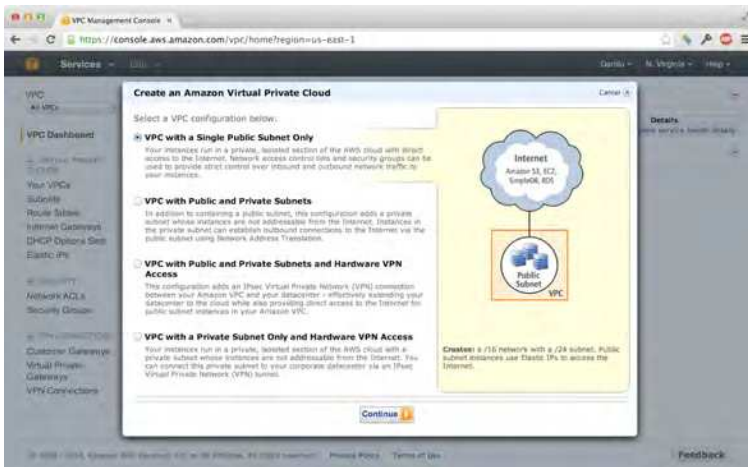 VPC Management Console
https://console.aws.amazon.com/vpc/home?region=us-east-1
Services
N. Virginia
Help
VPC
All VPCs
VPC Dashboard
Your VPCs
Subnets
Route Tables
Internet Gateways
DHCP Options Sets
Elastic IPs
Network ACLs
Security Groups
Customer Gateways
Virtual Private
Gateways
VPN Connections
Create an Amazon Virtual Private Cloud
Cancel
Select a VPC configuration below:
VPC with a Single Public Subnet Only
Your instances run in a private, isolated section of the AWS cloud with direct
access to the Internet. Network access control lists and security groups can be
used to provide strict control over inbound and outbound network traffic to
your instances.
VPC with Public and Private Subnets
In addition to containing a public subnet, this configuration adds a private
subnet whose instances are not addressable from the Internet. Instances in
the private subnet can establish outbound connections to the Internet via the
public subnet using Network Address Translation.
VPC with Public and Private Subnets and Hardware VPN
Access
This configuration adds an IPsec Virtual Private Network (VPN) connection
between your Amazon VPC and your datacenter - effectively extending your
datacenter to the cloud while also providing direct access to the Internet for
public subnet instances in your Amazon VPC.
VPC with a Private Subnet Only and Hardware VPN Access
Your instances run in a private, isolated section of the AWS cloud with a
private subnet whose instances are not addressable from the Internet. You
can connect this private subnet to your corporate datacenter via an IPsec
Virtual Private Network (VPN) tunnel.
Internet
Amazon S3, EC2,
SimpleDB, RDS
Public
Subnet
VPC
Creates: a /16 network with a /24 subnet. Public
subnet instances use Elastic IPs to access the
Internet.
Continue
Details
Privacy Policy
Terms of Use
Feedback